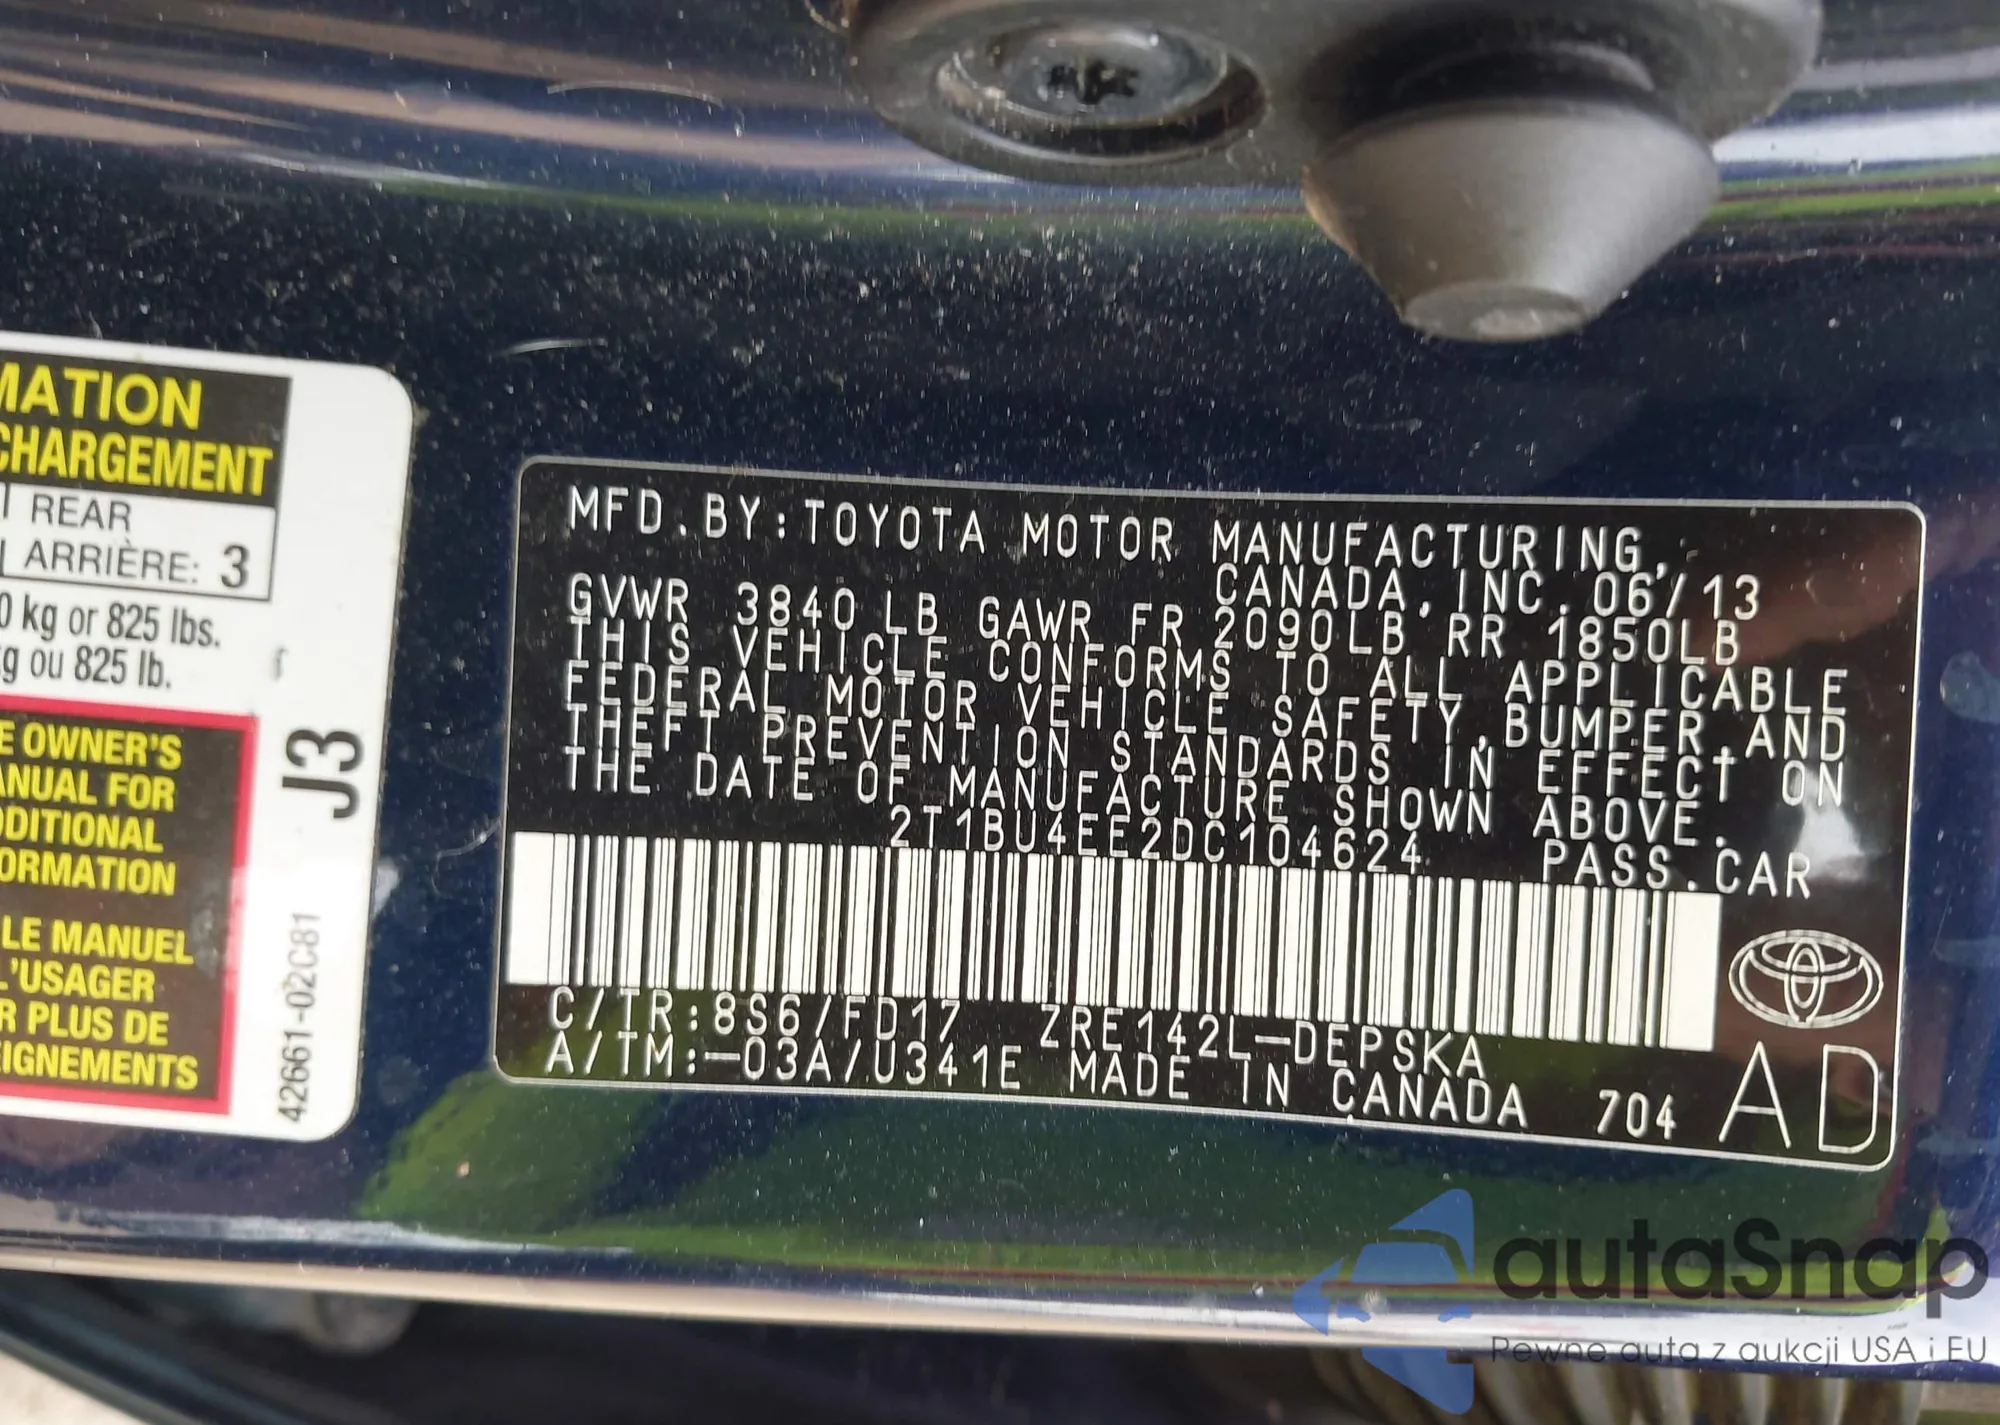 MATION
CHARGEMENT
REAR
ARRIÈRE: 3
0 kg or 825 lbs.
g ou 825 lb.
E OWNER'S
ANUAL FOR
DDITIONAL
FORMATION
LE MANUEL
L'USAGER
R PLUS DE
EIGNEMENTS
J3
42661-02C81
MFD.BY:TOYOTA MOTOR MANUFACTURING,
CANADA,INC.06/13
GVWR 3840 LB GAWR FR 2090LB RR 1850LB
THIS VEHICLE CONFORMS TO ALL APPLICABLE
FEDERAL MOTOR VEHICLE SAFETY,BUMPER,AND
THEFT PREVENTION STANDARDS IN EFFECT ON
THE DATE OF MANUFACTURE SHOWN ABOVE.
2T1BU4EE2DC104624 PASS.CAR
C/TR:8S6/FD17 ZRE142L-DEPSKA
A/TM:-03A/U341E MADE IN CANADA 704
AD
autaSnap
Pewne auta z aukcji USA i EU